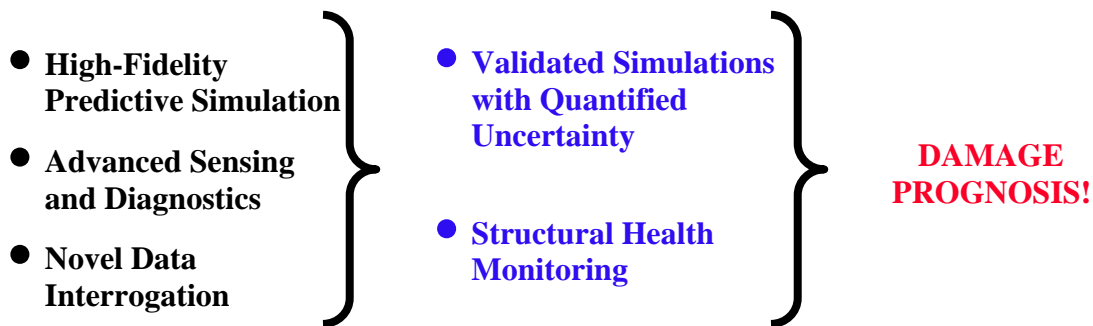 ● High-Fidelity
Predictive Simulation
● Advanced Sensing
and Diagnostics
● Novel Data
Interrogation
● Validated Simulations
with Quantified
Uncertainty
● Structural Health
Monitoring
DAMAGE
PROGNOSIS!